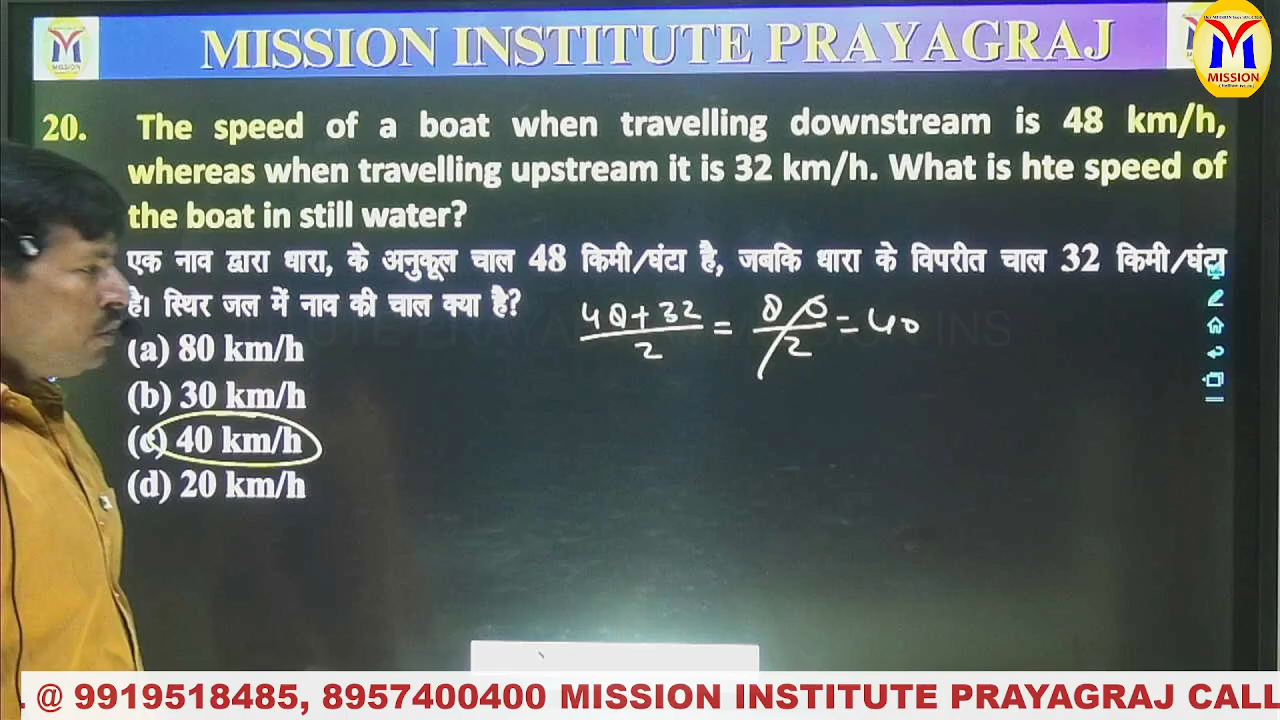 MISSION INSTITUTE PRAYAGRAJ
MISSION
MISSION
20. The speed of a boat when travelling downstream is 48 km/h,
whereas when travelling upstream it is 32 km/h. What is hte speed of
the boat in still water?
एक नाव द्वारा धारा, के अनुकूल चाल 48 किमी/घंटा है, जबकि धारा के विपरीत चाल 32 किमी/घंटा
है। स्थिर जल में नाव की चाल क्या है?
48+32 / 2 = 80 / 2 = 40
(a) 80 km/h
(b) 30 km/h
(c) 40 km/h
(d) 20 km/h
@ 9919518485, 8957400400 MISSION INSTITUTE PRAYAGRAJ CALL